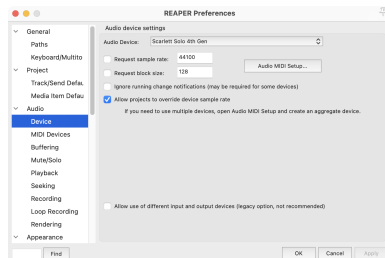 REAPER Preferences
General
Paths
Keyboard/Multito
Project
Track/Send Defau
Media Item Defau
Audio
Device
MIDI Devices
Buffering
Mute/Solo
Playback
Seeking
Recording
Loop Recording
Rendering
Appearance
Find
Audio device settings
Audio Device: Scarlett Solo 4th Gen
Request sample rate: 44100
Request block size: 128
Audio MIDI Setup...
Ignore running change notifications (may be required for some devices)
Allow projects to override device sample rate
If you need to use multiple devices, open Audio MIDI Setup and create an aggregate device.
Allow use of different input and output devices (legacy option, not recommended)
OK Cancel Apply